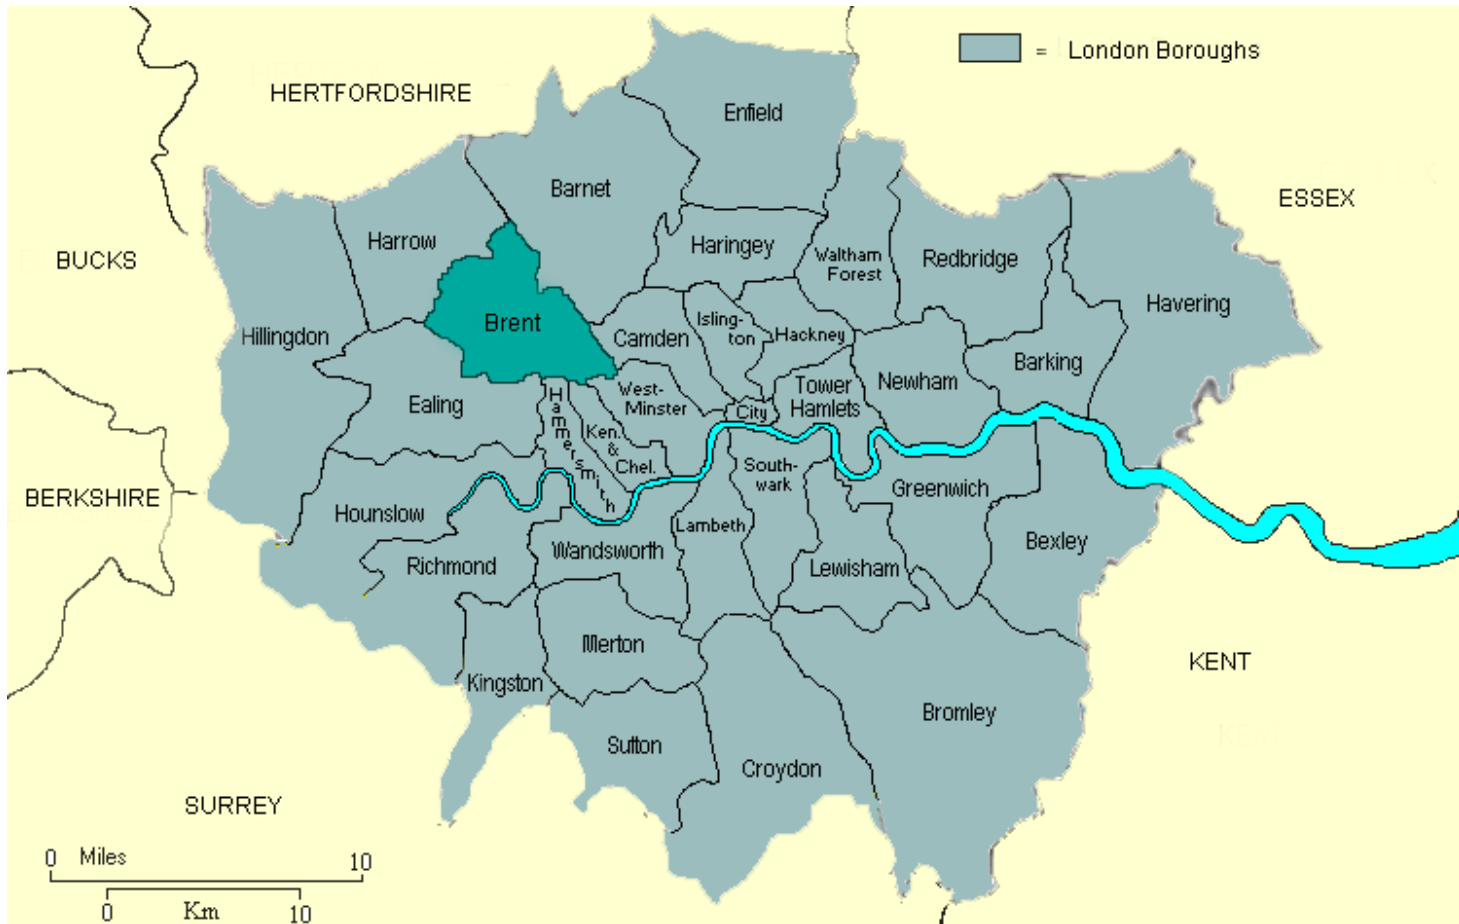 = London Boroughs
HERTFORDSHIRE
Enfield
Barnet
ESSEX
Harrow
Haringey
Waltham
Forest
Redbridge
BUCKS
Havering
Hillingdon
Brent
Camden
Isling-
ton
Hackney
Barking
Ealing
West-
Minster
Tower
Hamlets
Newham
City
Hammersmith
Ken.
&
Chel.
South-
wark
Greenwich
BERKSHIRE
Hounslow
Richmond
Wandsworth
Lambeth
Lewisham
Bexley
Merton
Kingston
KENT
Bromley
Sutton
Croydon
SURREY
0 Miles 10
0 Km 10